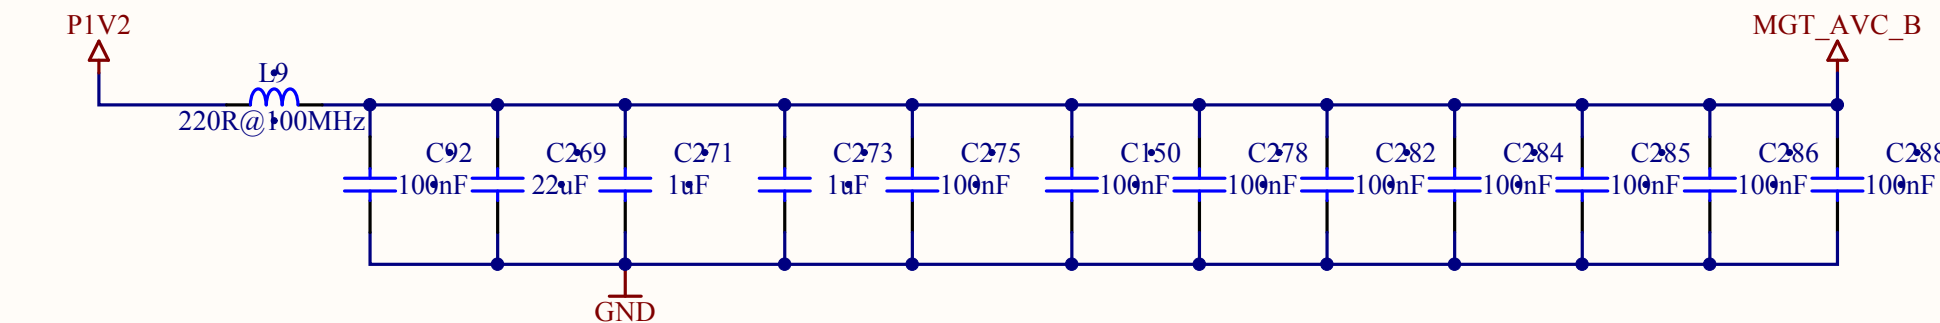 P1V2
MGT_AVC_B
L9
220R@100MHz
C92
100nF
C269
22uF
C271
1uF
C273
1uF
C275
100nF
C150
100nF
C278
100nF
C282
100nF
C284
100nF
C285
100nF
C286
100nF
C288
100nF
GND